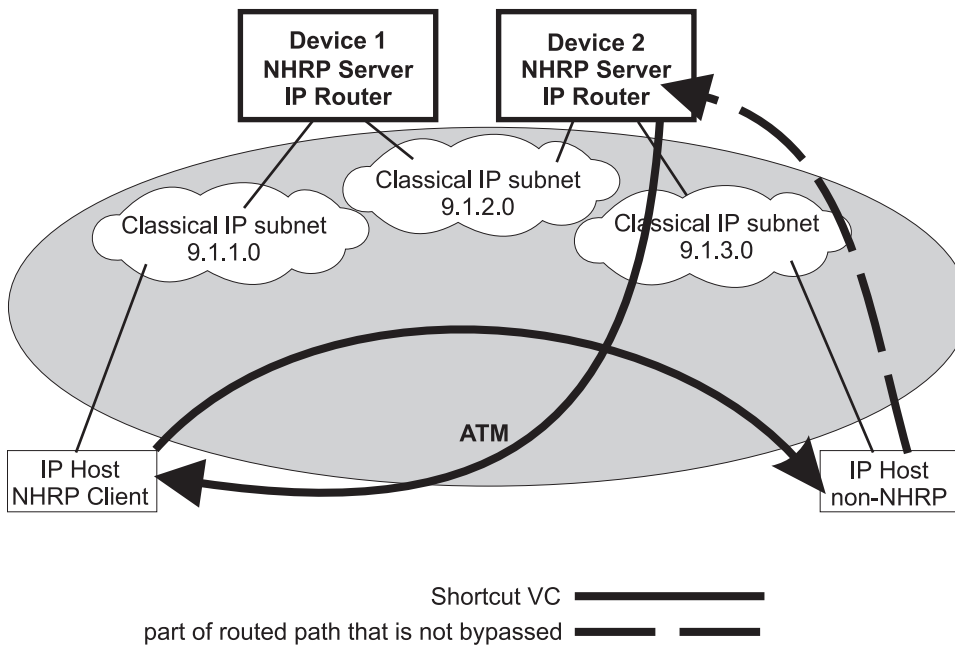 Device 1
NHRP Server
IP Router
Device 2
NHRP Server
IP Router
Classical IP subnet
9.1.2.0
Classical IP subnet
9.1.1.0
Classical IP subnet
9.1.3.0
ATM
IP Host
NHRP Client
IP Host
non-NHRP
Shortcut VC
part of routed path that is not bypassed